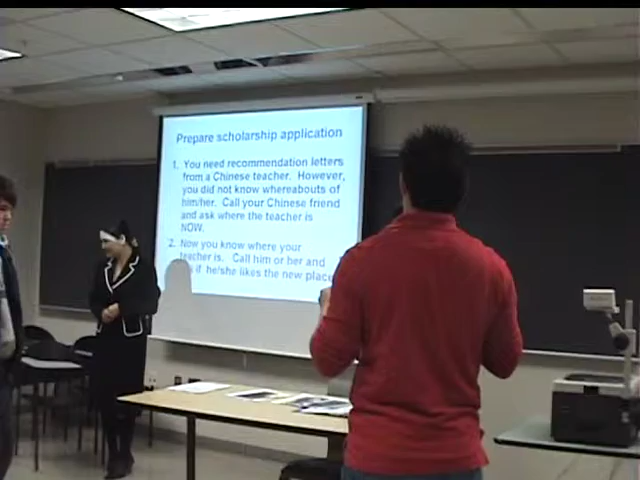 Prepare scholarship application
1. You need recommendation letters
from a Chinese teacher. However,
you did not know whereabouts of
him/her. Call your Chinese friend
and ask where the teacher is
NOW.
2. Now you know where your
teacher is. Call him or her and
if he/she likes the new place